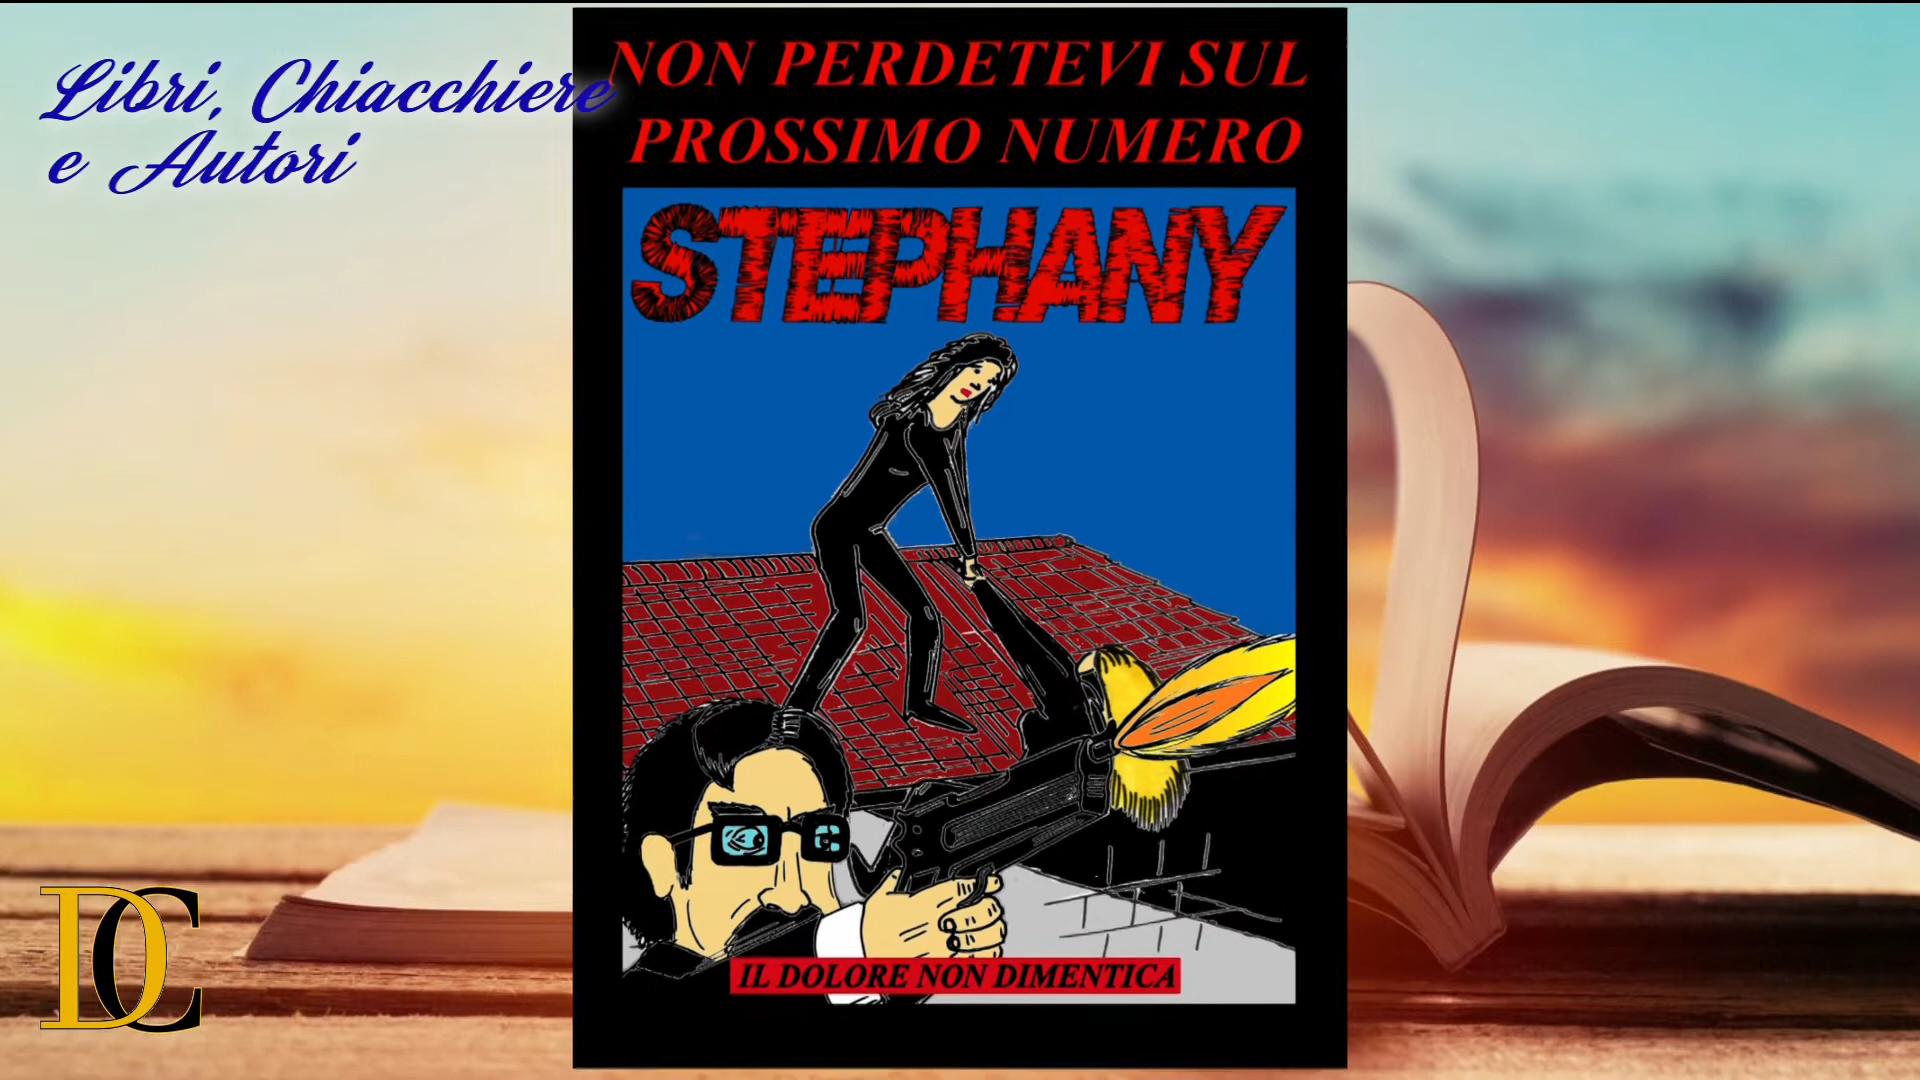 Libri, Chiacchiere
e Autori
NON PERDETEVI SUL
PROSSIMO NUMERO
STEPHANY
IL DOLORE NON DIMENTICA
DC